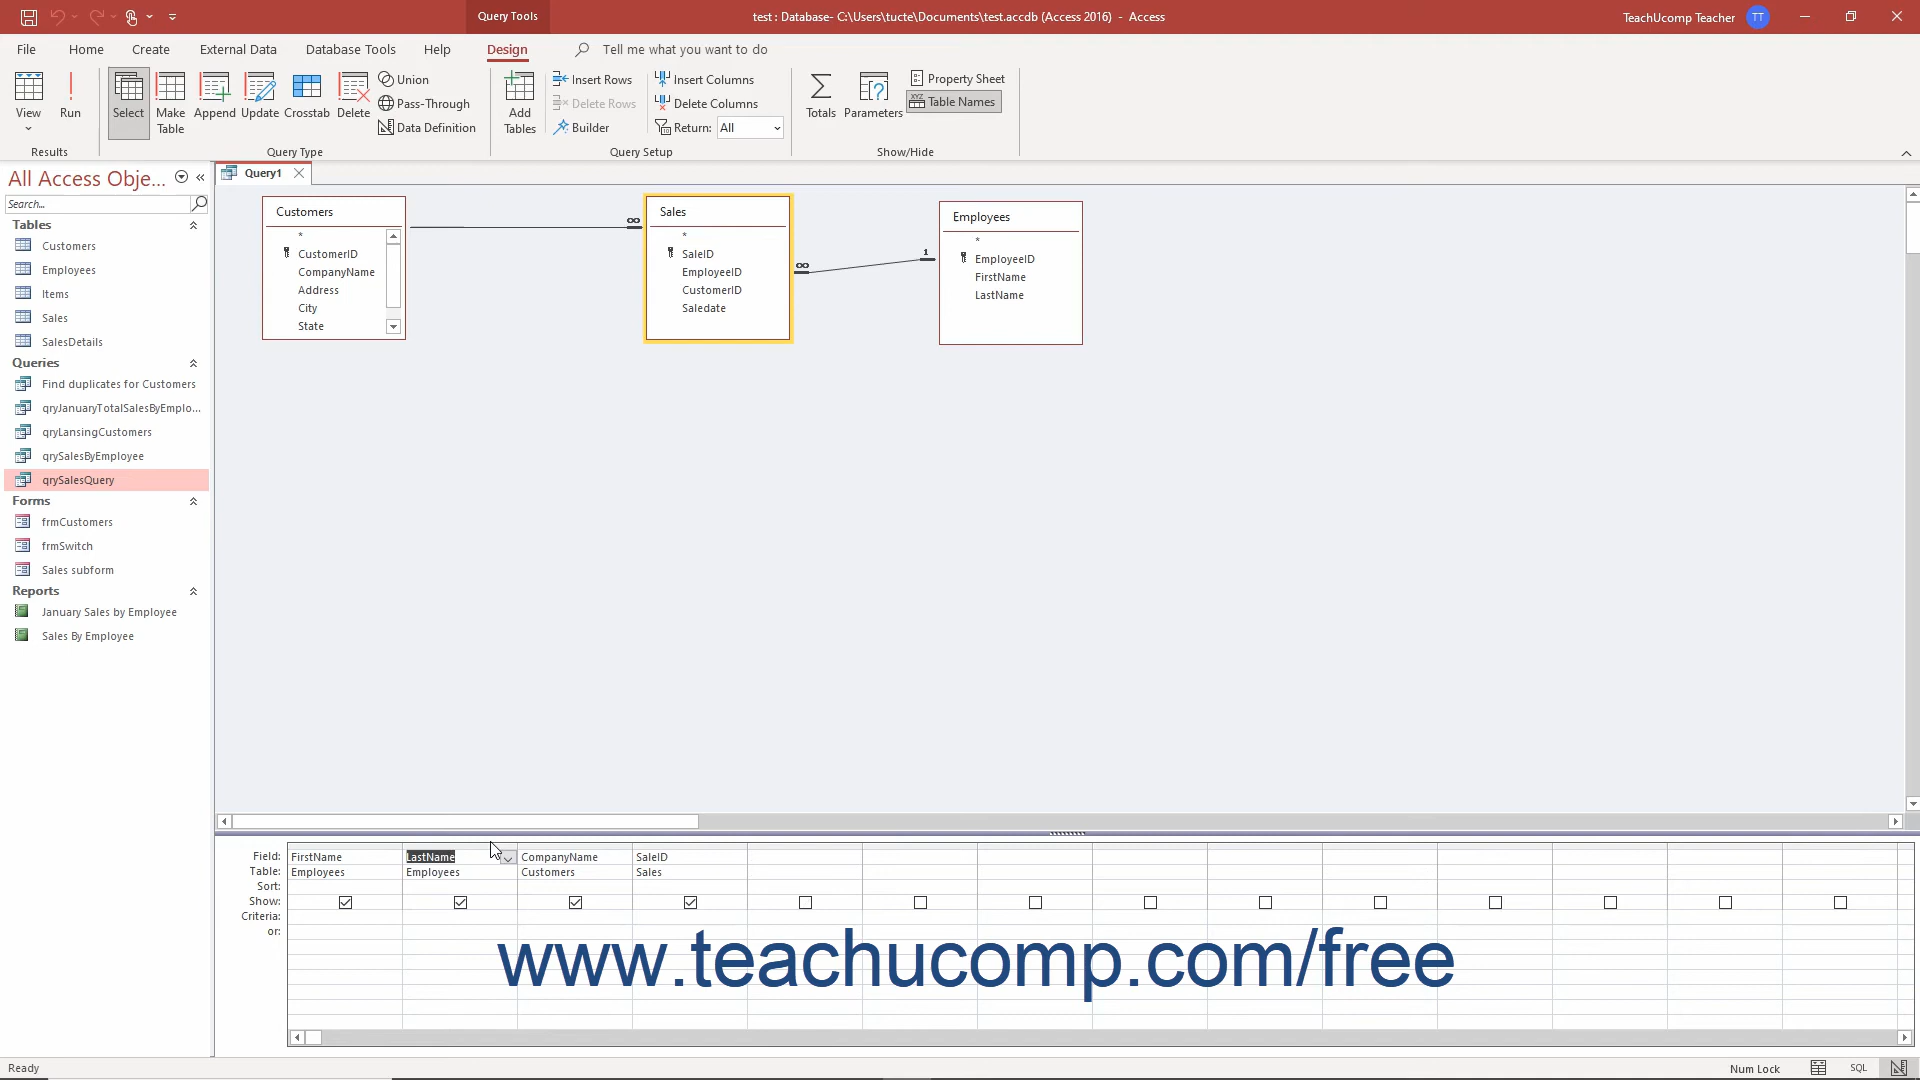 Query Tools
test : Database- C:\Users\tucte\Documents\test.accdb (Access 2016) - Access
TeachUcomp Teacher
TT
File
Home
Create
External Data
Database Tools
Help
Design
Tell me what you want to do
View
Run
Results
Select
Make Table
Append
Update
Crosstab
Delete
Union
Pass-Through
Data Definition
Query Type
Add Tables
Insert Rows
Delete Rows
Builder
Insert Columns
Delete Columns
Return: All
Query Setup
Totals
Parameters
Property Sheet
Table Names
Show/Hide
All Access Obje...
Search...
Tables
Customers
Employees
Items
Sales
SalesDetails
Queries
Find duplicates for Customers
qryJanuaryTotalSalesByEmplo...
qryLansingCustomers
qrySalesByEmployee
qrySalesQuery
Forms
frmCustomers
frmSwitch
Sales subform
Reports
January Sales by Employee
Sales By Employee
Query1
Customers
*
CustomerID
CompanyName
Address
City
State
∞
Sales
*
SaleID
EmployeeID
CustomerID
Saledate
∞
1
Employees
*
EmployeeID
FirstName
LastName
Field: FirstName LastName CompanyName SaleID
Table: Employees Employees Customers Sales
Sort:
Show:
Criteria:
or:
www.teachucomp.com/free
Ready
Num Lock
SQL